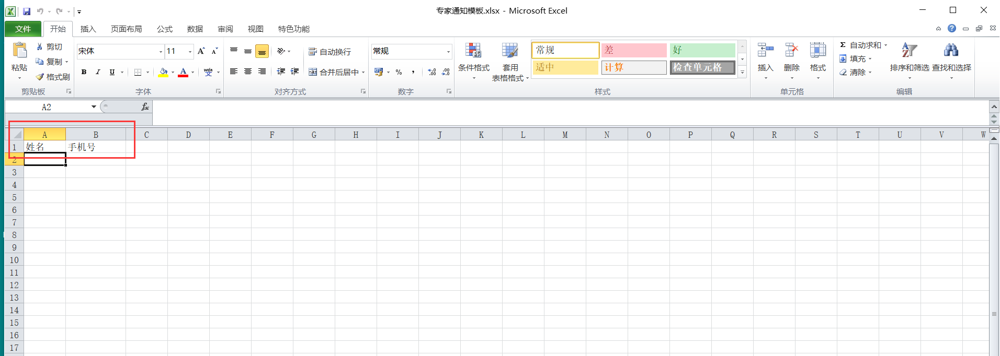 专家通知模板.xlsx - Microsoft Excel
文件 开始 插入 页面布局 公式 数据 审阅 视图 特色功能
粘贴 剪切 复制 格式刷
宋体 11
B I U A 文 wén
自动换行
合并后居中
常规
% ,
条件格式 套用 表格格式
常规 差 好
适中 计算 检查单元格
插入 删除 格式
Σ 自动求和
填充
清除
排序和筛选 查找和选择
剪贴板 字体 对齐方式 数字 样式 单元格 编辑
A2 fx
A B C D E F G H I J K L M N O P Q R S T U V W
1 姓名 手机号
2
3
4
5
6
7
8
9
10
11
12
13
14
15
16
17